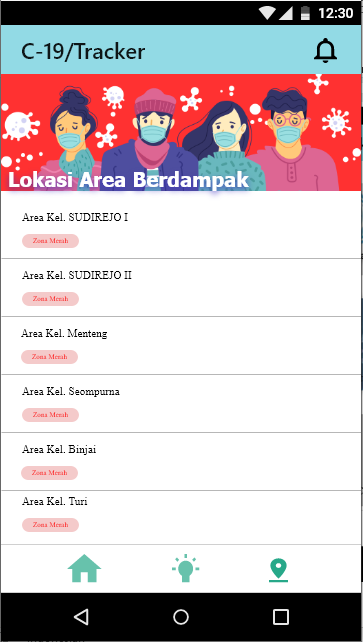 12:30
C-19/Tracker
Lokasi Area Berdampak
Area Kel. SUDIREJO I
Zona Merah
Area Kel. SUDIREJO II
Zona Merah
Area Kel. Menteng
Zona Merah
Area Kel. Seompurna
Zona Merah
Area Kel. Binjai
Zona Merah
Area Kel. Turi
Zona Merah